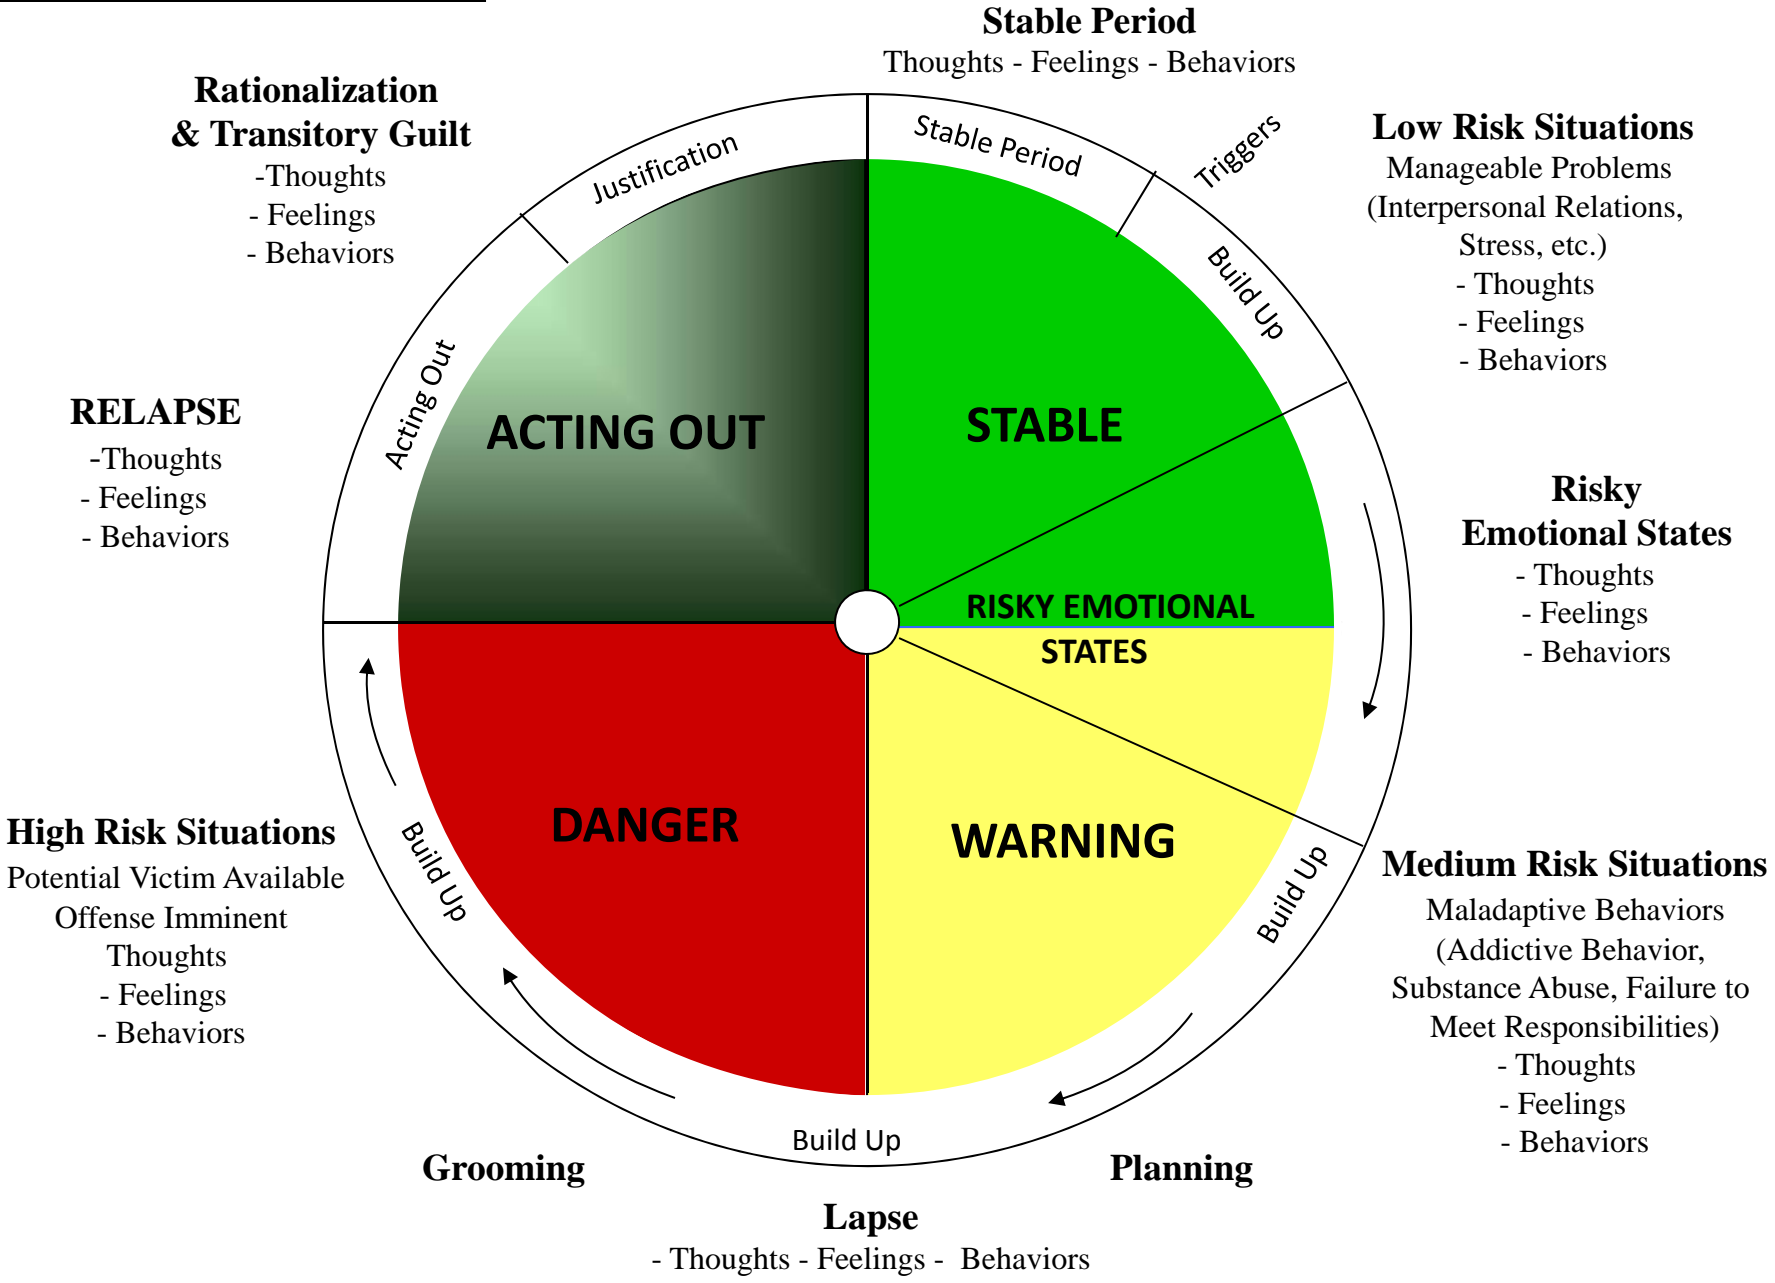 Stable Period
Thoughts - Feelings - Behaviors
Rationalization
& Transitory Guilt
-Thoughts
- Feelings
- Behaviors
Justification
Stable Period
Triggers
Low Risk Situations
Manageable Problems
(Interpersonal Relations,
Stress, etc.)
- Thoughts
- Feelings
- Behaviors
Build Up
Acting Out
RELAPSE
-Thoughts
- Feelings
- Behaviors
ACTING OUT
STABLE
Risky
Emotional States
- Thoughts
- Feelings
- Behaviors
RISKY EMOTIONAL
STATES
DANGER
WARNING
High Risk Situations
Potential Victim Available
Offense Imminent
Thoughts
- Feelings
- Behaviors
Build Up
Build Up
Medium Risk Situations
Maladaptive Behaviors
(Addictive Behavior,
Substance Abuse, Failure to
Meet Responsibilities)
- Thoughts
- Feelings
- Behaviors
Build Up
Grooming
Planning
Lapse
- Thoughts - Feelings -  Behaviors